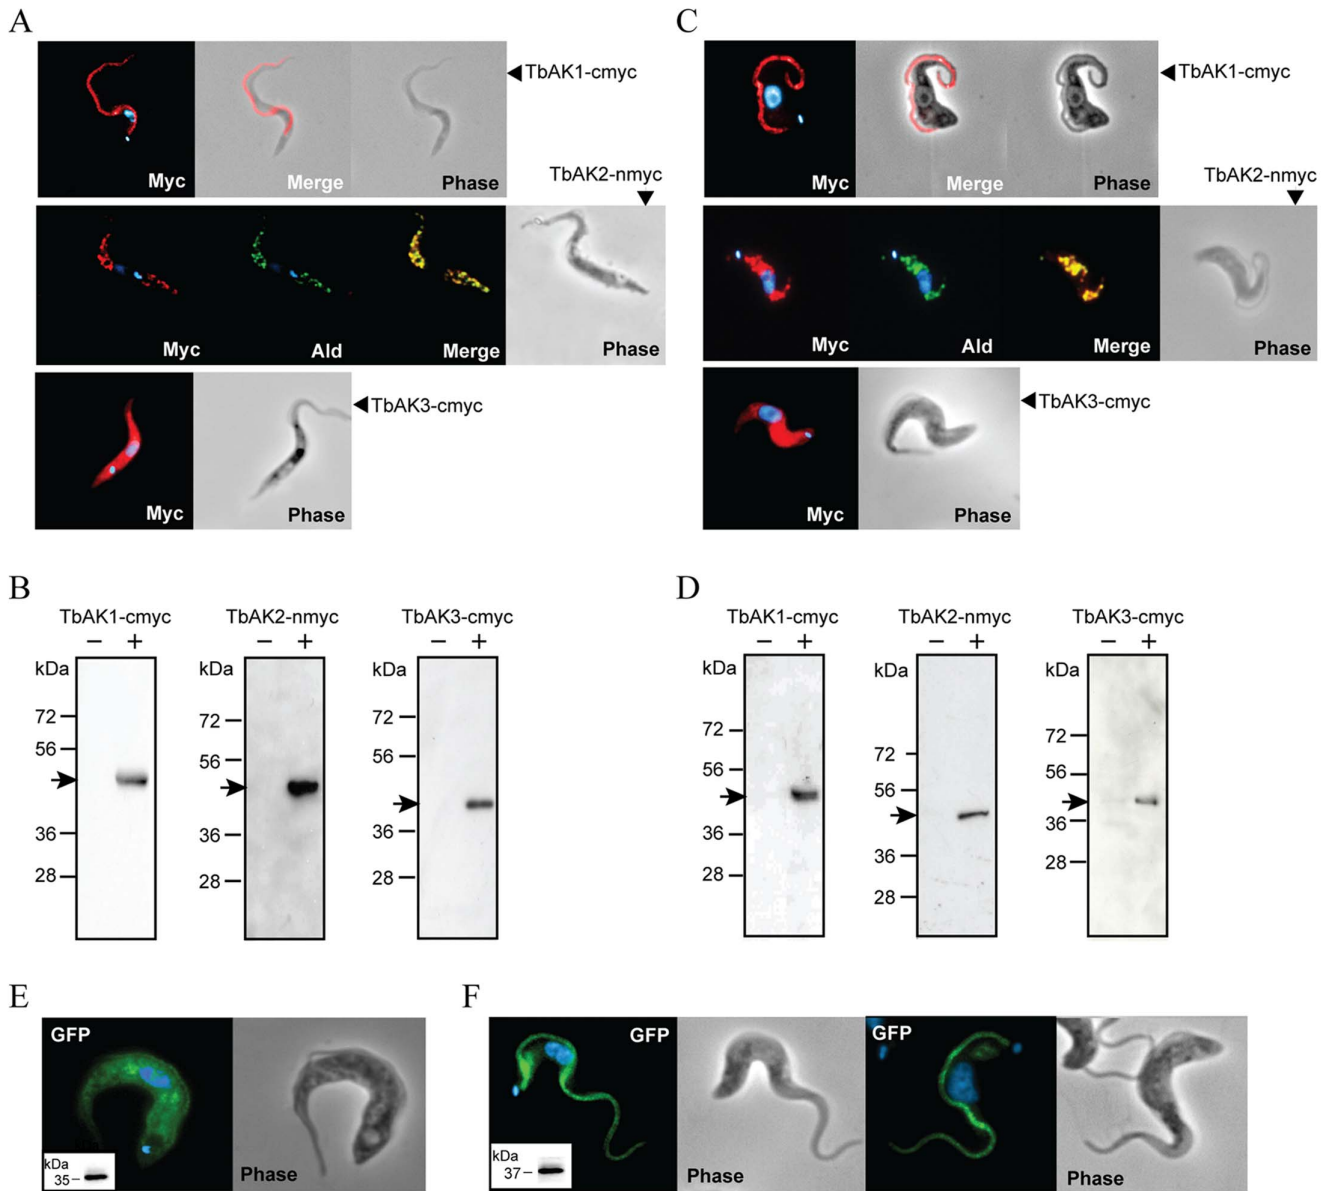 A
TbAK1-cmyc
Myc
Merge
Phase
TbAK2-nmyc
Myc
Ald
Merge
Phase
TbAK3-cmyc
Myc
Phase
C
TbAK1-cmyc
Myc
Merge
Phase
TbAK2-nmyc
Myc
Ald
Merge
Phase
TbAK3-cmyc
Myc
Phase
B
TbAK1-cmyc
− +
kDa
72
56
36
28
TbAK2-nmyc
− +
kDa
72
56
36
28
TbAK3-cmyc
− +
kDa
72
56
36
28
D
TbAK1-cmyc
− +
kDa
72
56
36
28
TbAK2-nmyc
− +
kDa
72
56
36
28
TbAK3-cmyc
− +
kDa
72
56
36
28
E
GFP
kDa
35
Phase
F
GFP
kDa
37
Phase
GFP
Phase